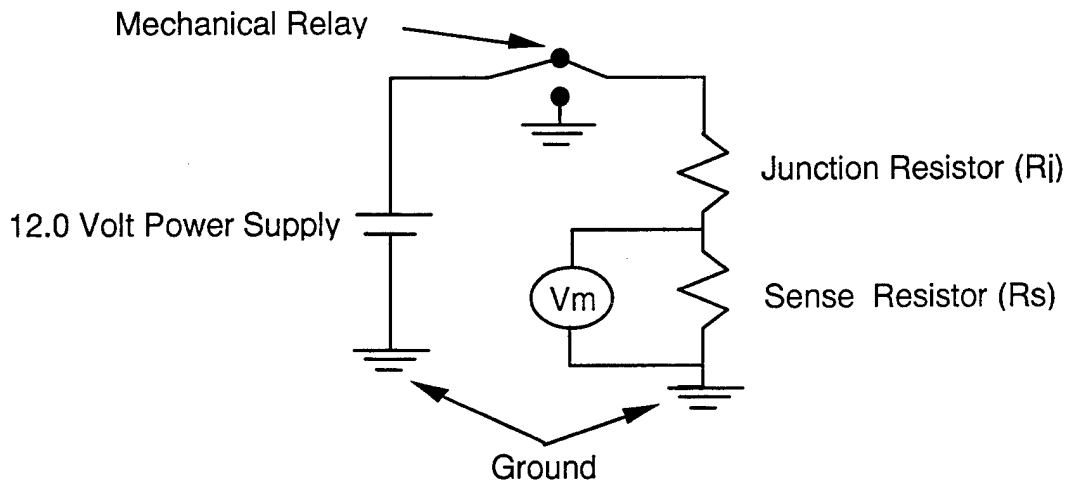 Mechanical Relay
Junction Resistor (Rj)
12.0 Volt Power Supply
Vm
Sense Resistor (Rs)
Ground